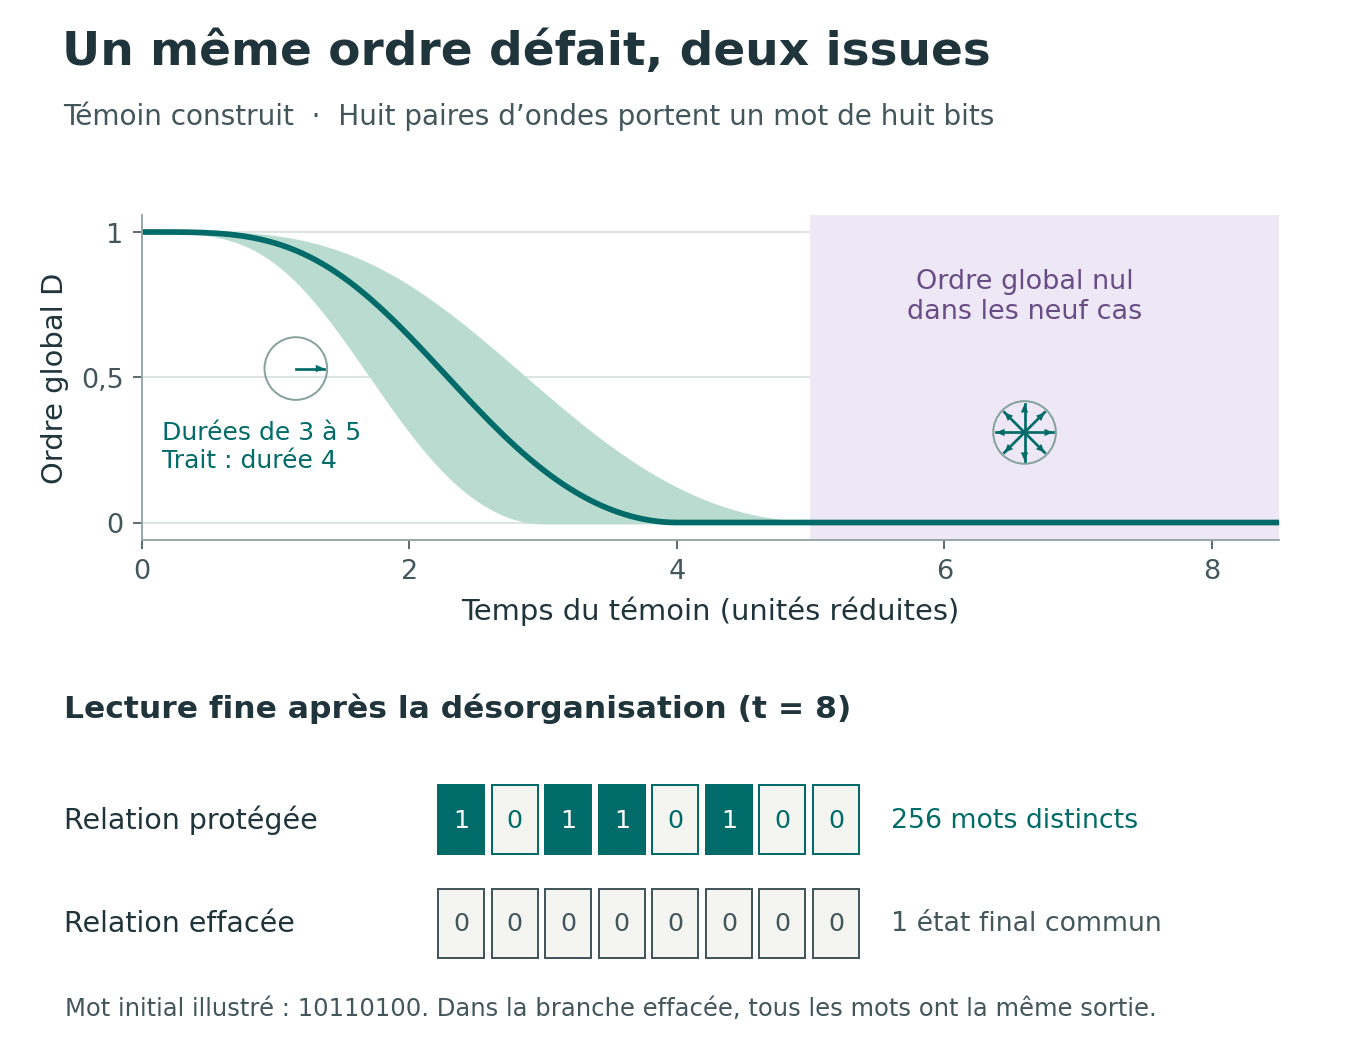 Un même ordre défait, deux issues
Témoin construit · Huit paires d’ondes portent un mot de huit bits
Ordre global D
1
0,5
0
Ordre global nul
dans les neuf cas
Durées de 3 à 5
Trait : durée 4
0 2 4 6 8
Temps du témoin (unités réduites)
Lecture fine après la désorganisation (t = 8)
Relation protégée 1 0 1 1 0 1 0 0 256 mots distincts
Relation effacée 0 0 0 0 0 0 0 0 1 état final commun
Mot initial illustré : 10110100. Dans la branche effacée, tous les mots ont la même sortie.